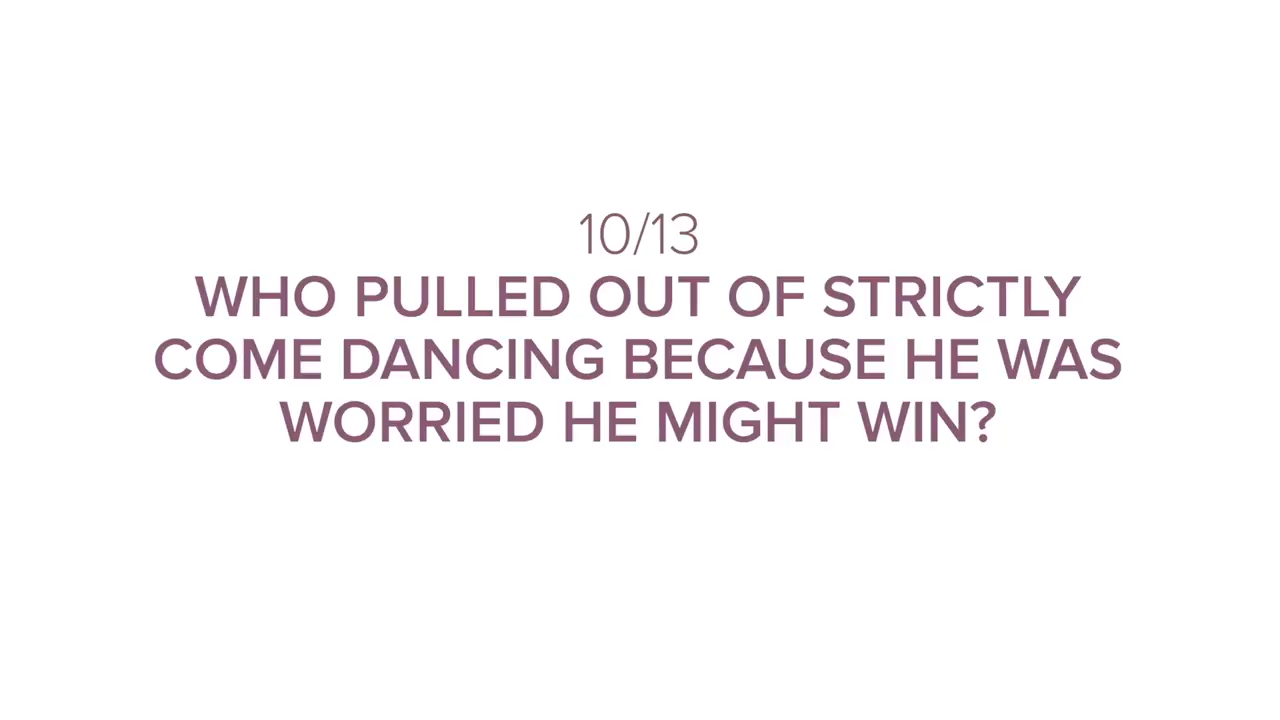 10/13
WHO PULLED OUT OF STRICTLY
COME DANCING BECAUSE HE WAS
WORRIED HE MIGHT WIN?